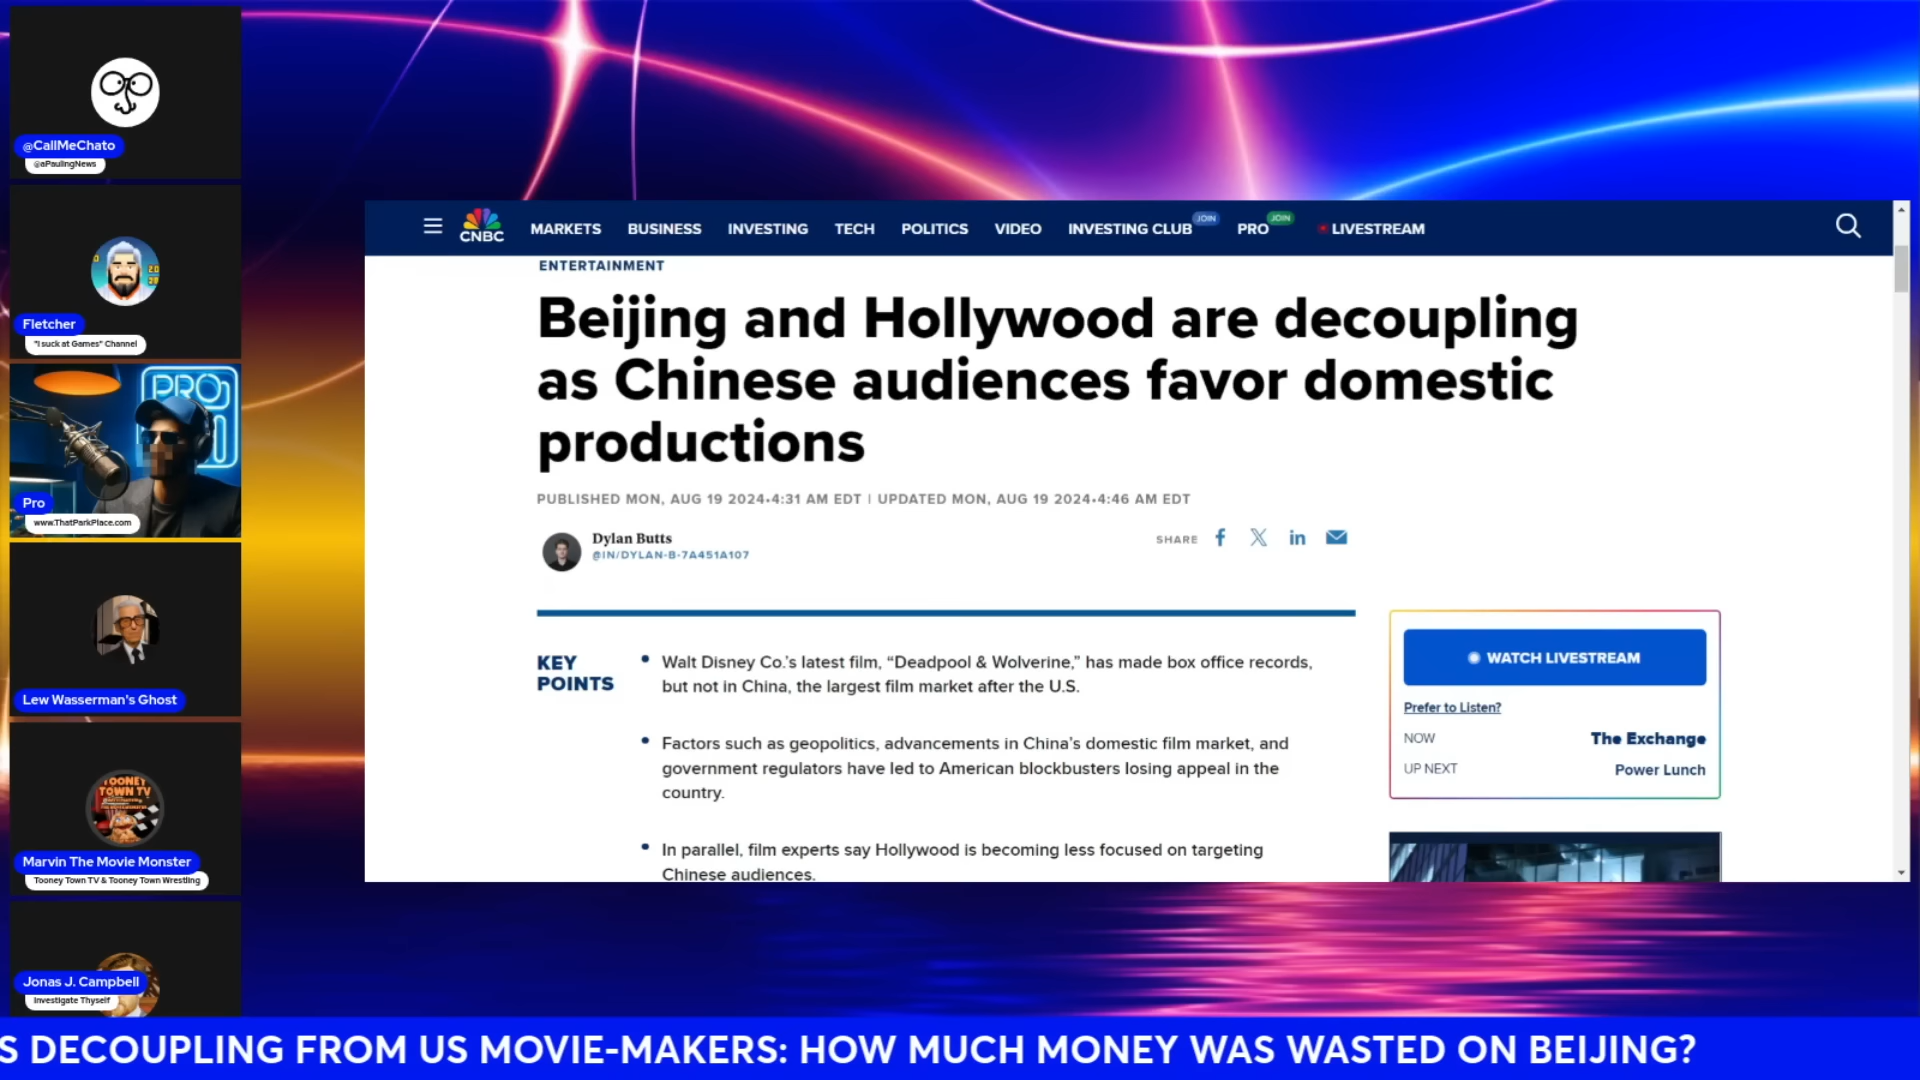 @CallMeChato
@aPaulingNews
Fletcher
"I suck at Games" Channel
PRO
Pro
www.ThatParkPlace.com
Lew Wasserman's Ghost
TOONEY
TOWN TV
Marvin The Movie Monster
Tooney Town TV & Tooney Town Wrestling
Jonas J. Campbell
Investigate Thyself
CNBC
MARKETS BUSINESS INVESTING TECH POLITICS VIDEO INVESTING CLUB JOIN PRO JOIN LIVESTREAM
ENTERTAINMENT
Beijing and Hollywood are decoupling
as Chinese audiences favor domestic
productions
PUBLISHED MON, AUG 19 2024•4:31 AM EDT | UPDATED MON, AUG 19 2024•4:46 AM EDT
Dylan Butts
@IN/DYLAN-B-7A451A107
SHARE
KEY
POINTS
• Walt Disney Co.'s latest film, “Deadpool & Wolverine,” has made box office records,
but not in China, the largest film market after the U.S.
• Factors such as geopolitics, advancements in China's domestic film market, and
government regulators have led to American blockbusters losing appeal in the
country.
• In parallel, film experts say Hollywood is becoming less focused on targeting
Chinese audiences.
WATCH LIVESTREAM
Prefer to Listen?
NOW The Exchange
UP NEXT Power Lunch
S DECOUPLING FROM US MOVIE-MAKERS: HOW MUCH MONEY WAS WASTED ON BEIJING?